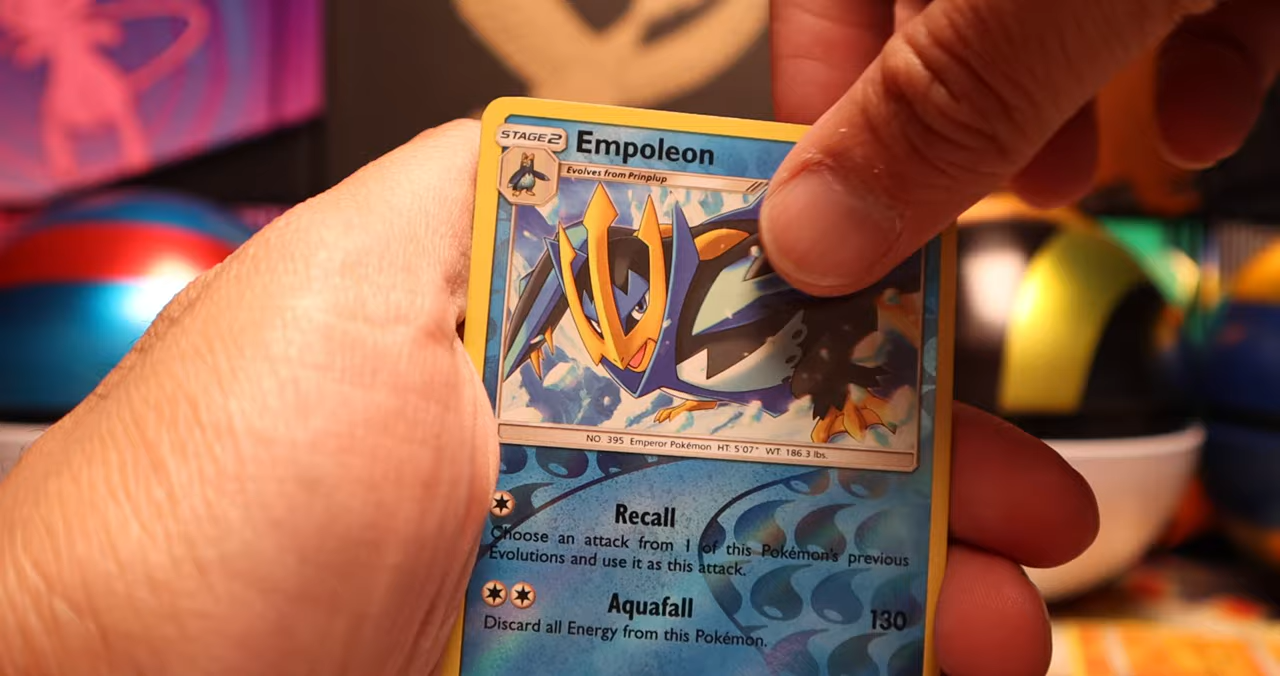 STAGE2
Empoleon
Evolves from Prinplup
NO. 395 Emperor Pokémon HT: 5'07" WT: 186.3 lbs.
Recall
Choose an attack from 1 of this Pokémon's previous
Evolutions and use it as this attack.
Aquafall 130
Discard all Energy from this Pokémon.